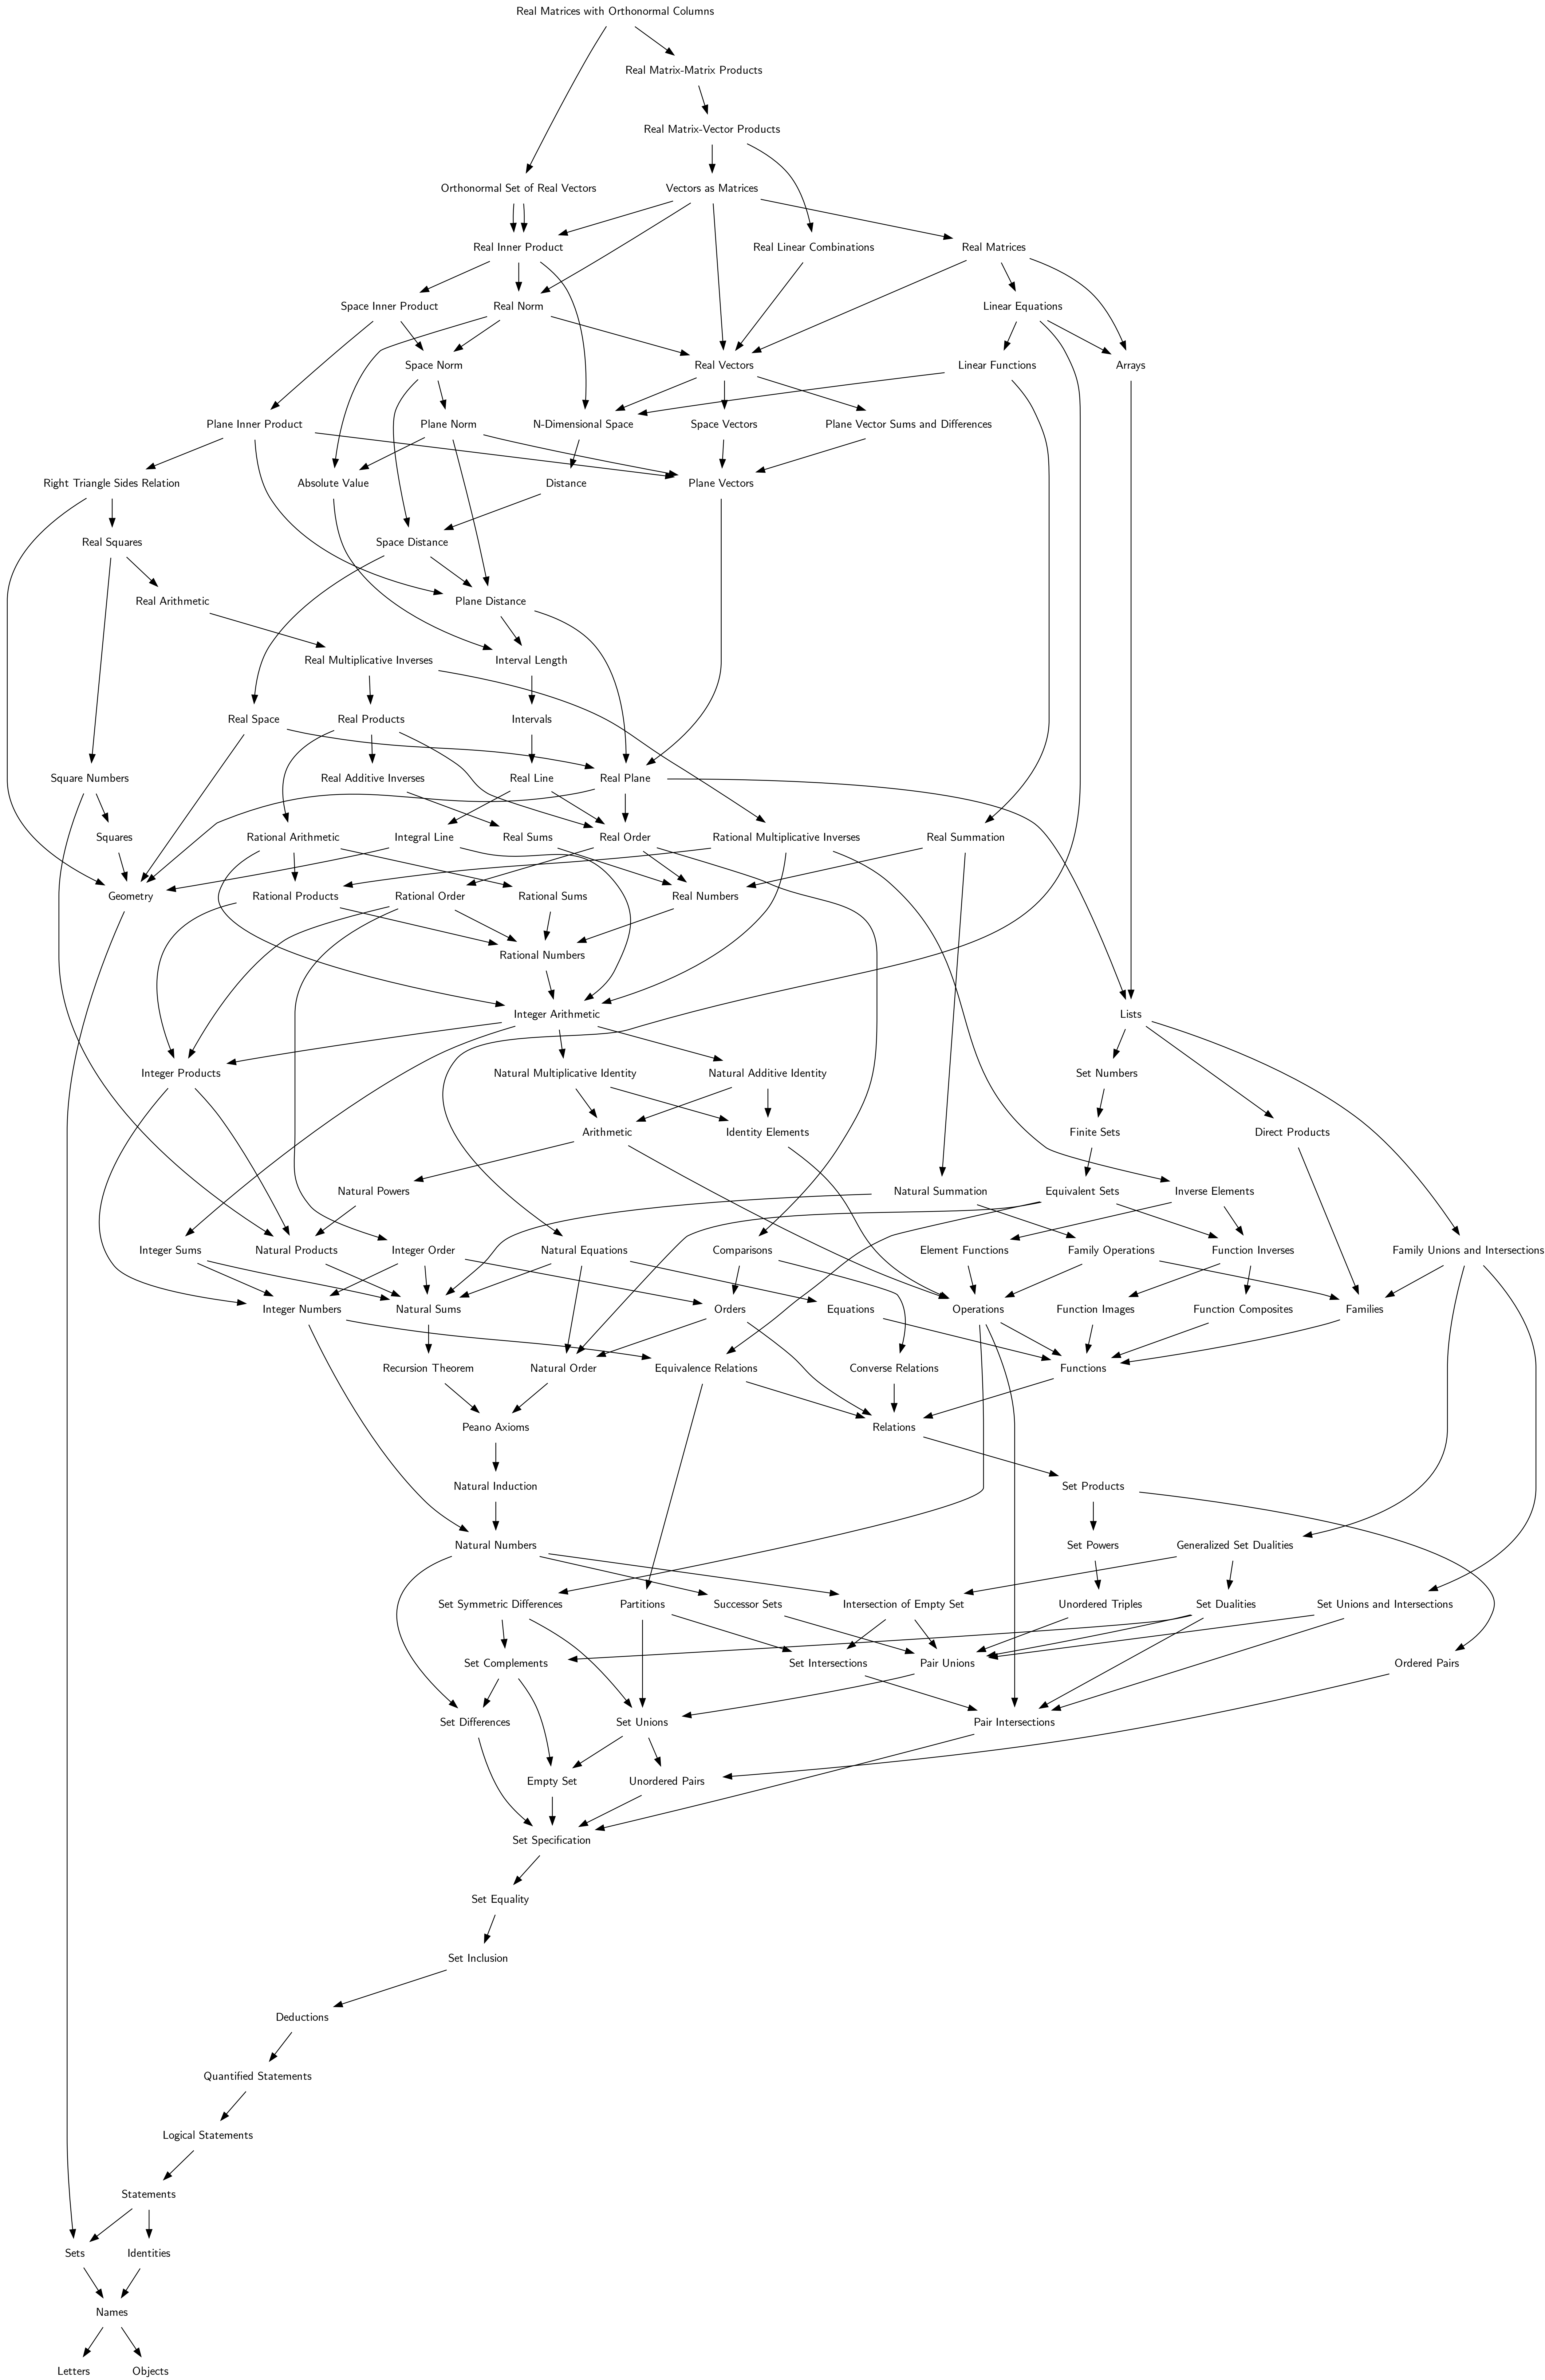 Real Matrices with Orthonormal Columns
Real Matrix-Matrix Products
Real Matrix-Vector Products
Orthonormal Set of Real Vectors
Vectors as Matrices
Real Inner Product
Real Linear Combinations
Real Matrices
Space Inner Product
Real Norm
Linear Equations
Space Norm
Real Vectors
Linear Functions
Arrays
Plane Inner Product
Plane Norm
N-Dimensional Space
Space Vectors
Plane Vector Sums and Differences
Right Triangle Sides Relation
Absolute Value
Distance
Plane Vectors
Real Squares
Space Distance
Real Arithmetic
Plane Distance
Real Multiplicative Inverses
Interval Length
Real Space
Real Products
Intervals
Square Numbers
Real Additive Inverses
Real Line
Real Plane
Squares
Rational Arithmetic
Integral Line
Real Sums
Real Order
Rational Multiplicative Inverses
Real Summation
Geometry
Rational Products
Rational Order
Rational Sums
Real Numbers
Rational Numbers
Integer Arithmetic
Lists
Integer Products
Natural Multiplicative Identity
Natural Additive Identity
Set Numbers
Arithmetic
Identity Elements
Finite Sets
Direct Products
Natural Powers
Natural Summation
Equivalent Sets
Inverse Elements
Integer Sums
Natural Products
Integer Order
Natural Equations
Comparisons
Element Functions
Family Operations
Function Inverses
Family Unions and Intersections
Integer Numbers
Natural Sums
Orders
Equations
Operations
Function Images
Function Composites
Families
Recursion Theorem
Natural Order
Equivalence Relations
Converse Relations
Functions
Peano Axioms
Relations
Natural Induction
Set Products
Natural Numbers
Set Powers
Generalized Set Dualities
Set Symmetric Differences
Partitions
Successor Sets
Intersection of Empty Set
Unordered Triples
Set Dualities
Set Unions and Intersections
Set Complements
Set Intersections
Pair Unions
Ordered Pairs
Set Differences
Set Unions
Pair Intersections
Empty Set
Unordered Pairs
Set Specification
Set Equality
Set Inclusion
Deductions
Quantified Statements
Logical Statements
Statements
Sets
Identities
Names
Letters
Objects